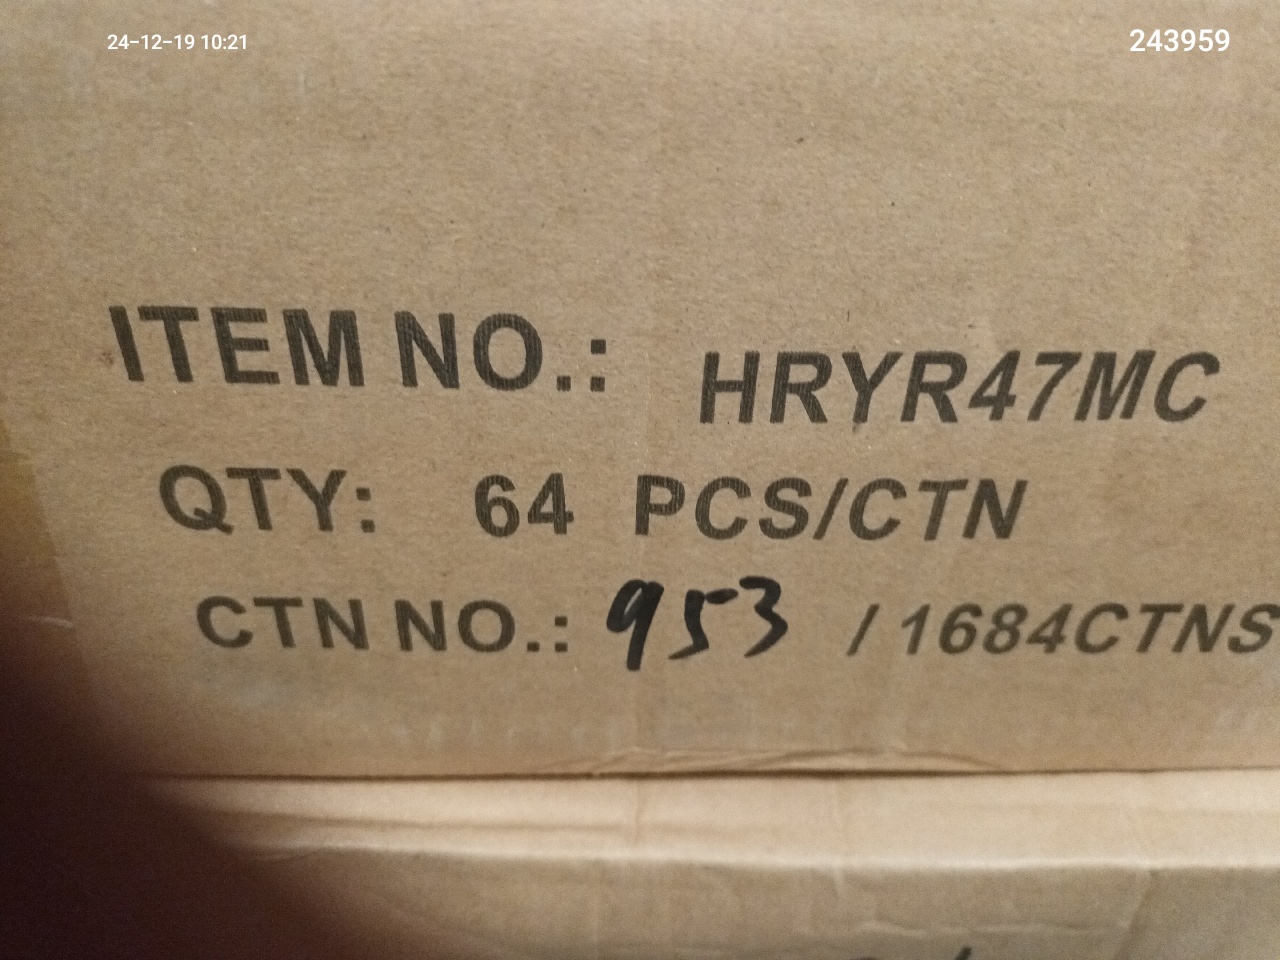 24-12-19 10:21
243959
ITEM NO.: HRYR47MC
QTY: 64 PCS/CTN
CTN NO.: 953 / 1684CTNS